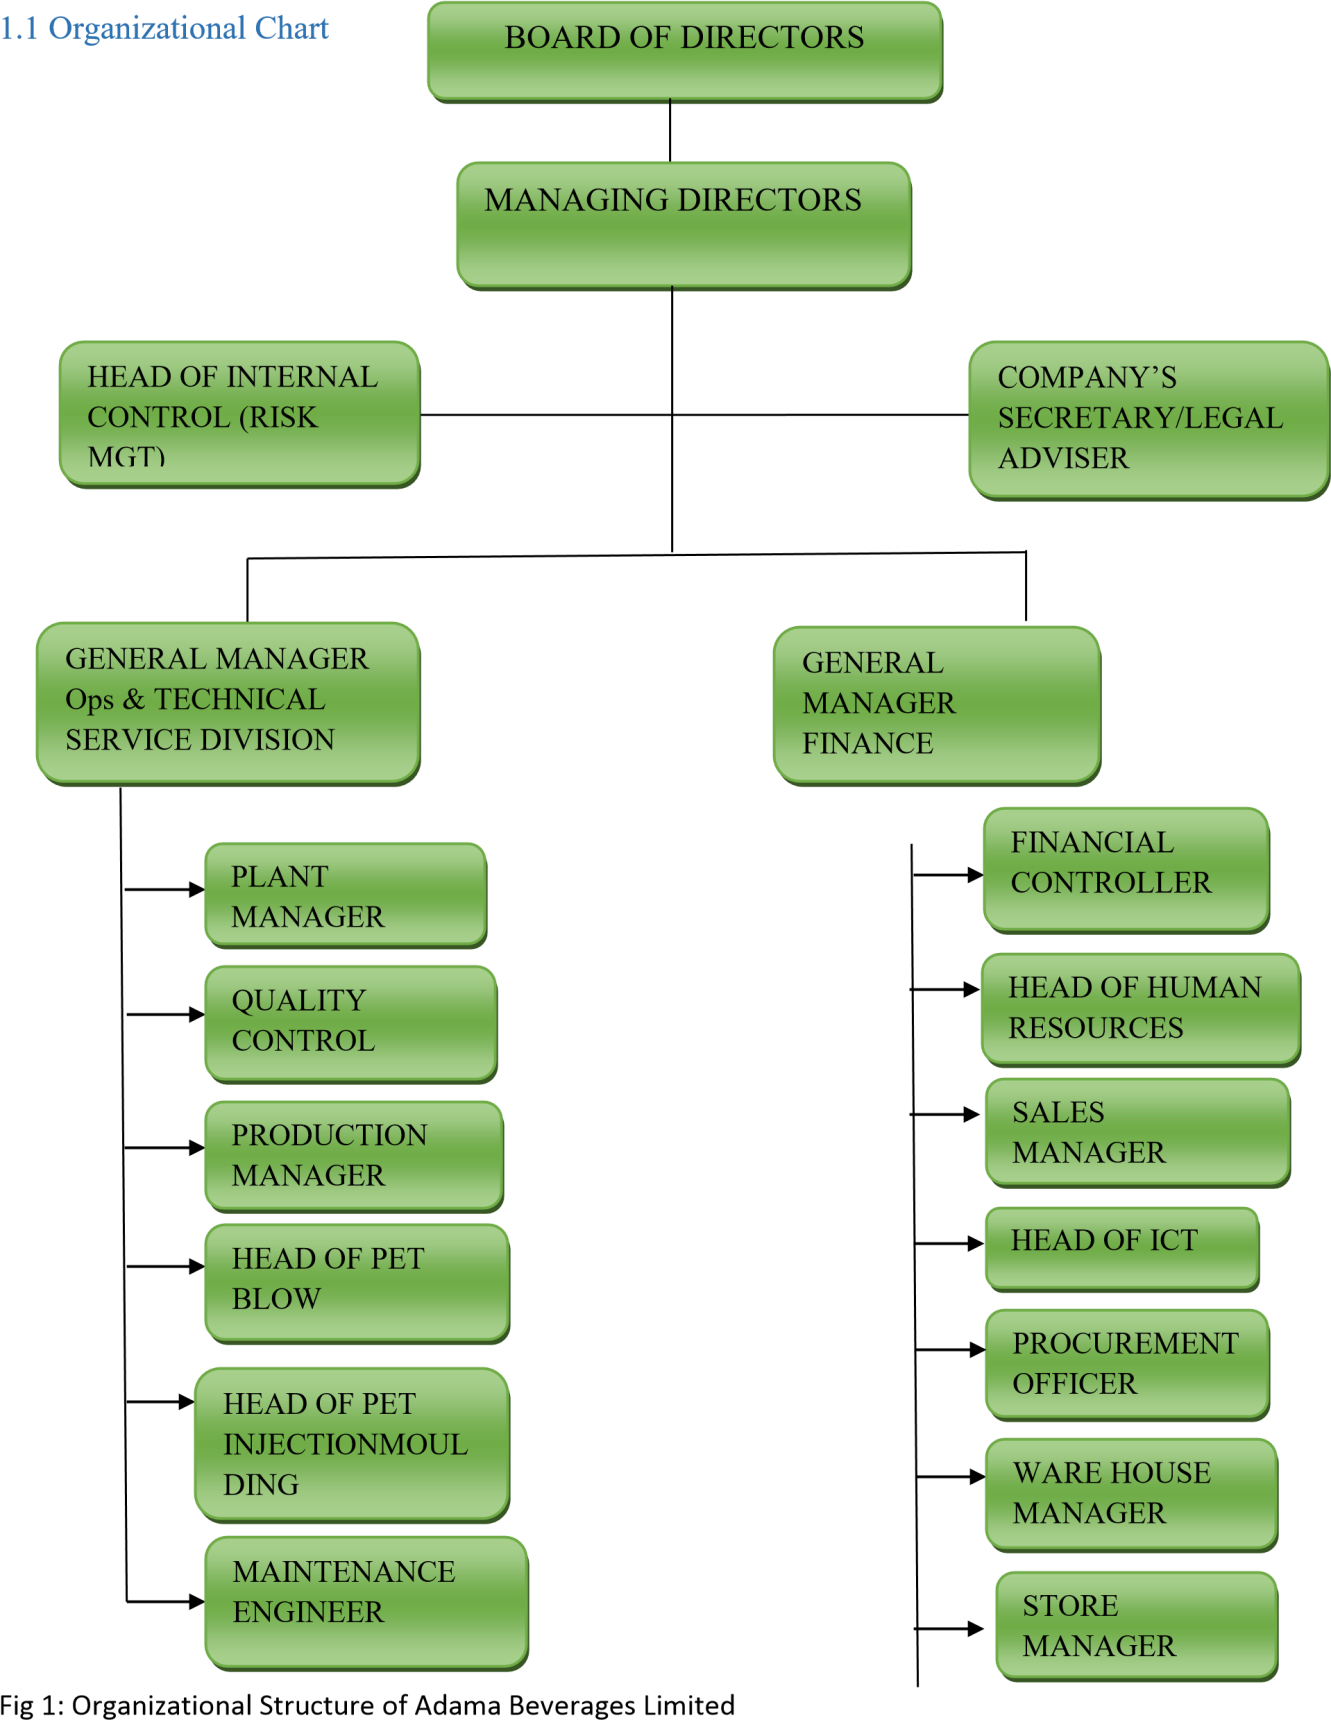 1.1 Organizational Chart
BOARD OF DIRECTORS
MANAGING DIRECTORS
HEAD OF INTERNAL
CONTROL (RISK
MGT)
COMPANY’S
SECRETARY/LEGAL
ADVISER
GENERAL MANAGER
Ops & TECHNICAL
SERVICE DIVISION
GENERAL
MANAGER
FINANCE
PLANT
MANAGER
QUALITY
CONTROL
PRODUCTION
MANAGER
HEAD OF PET
BLOW
HEAD OF PET
INJECTIONMOUL
DING
MAINTENANCE
ENGINEER
FINANCIAL
CONTROLLER
HEAD OF HUMAN
RESOURCES
SALES
MANAGER
HEAD OF ICT
PROCUREMENT
OFFICER
WARE HOUSE
MANAGER
STORE
MANAGER
Fig 1: Organizational Structure of Adama Beverages Limited